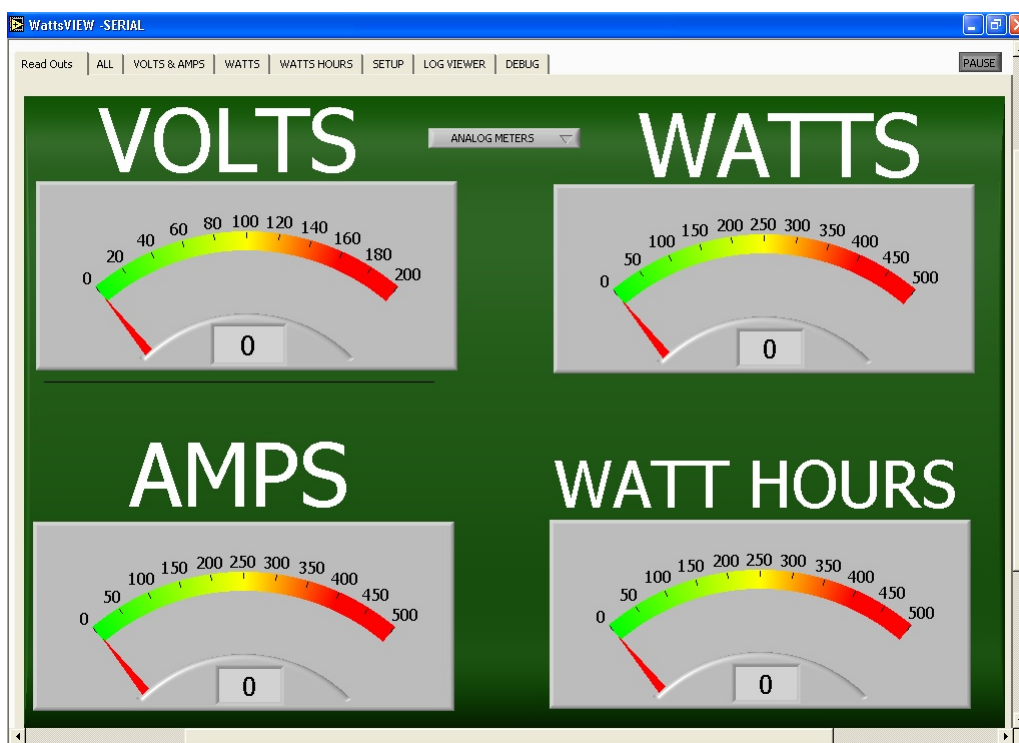 WattsVIEW -SERIAL
Read Outs ALL VOLTS & AMPS WATTS WATTS HOURS SETUP LOG VIEWER DEBUG PAUSE
ANALOG METERS
VOLTS
0 20 40 60 80 100 120 140 160 180 200
0
WATTS
0 50 100 150 200 250 300 350 400 450 500
0
AMPS
0 50 100 150 200 250 300 350 400 450 500
0
WATT HOURS
0 50 100 150 200 250 300 350 400 450 500
0